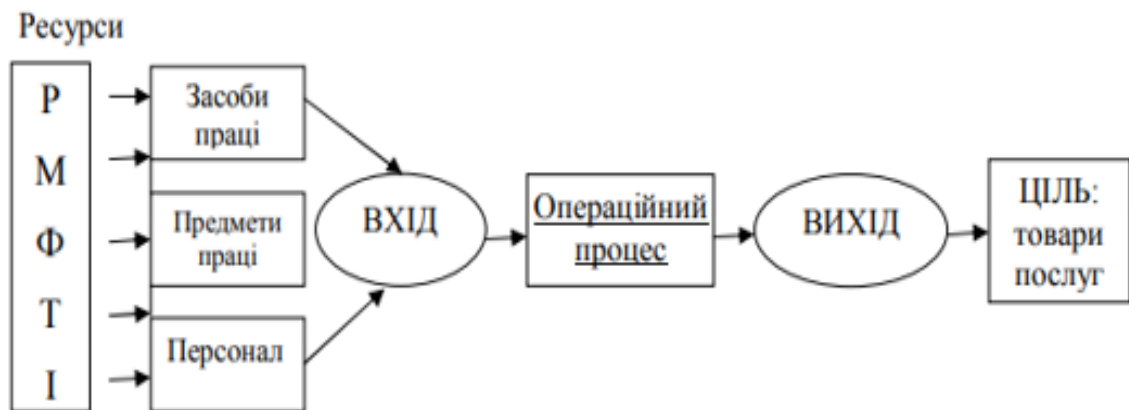 Ресурси
Р
М
Ф
Т
І
Засоби
праці
Предмети
праці
Персонал
ВХІД
Операційний
процес
ВИХІД
ЦІЛЬ:
товари
послуг